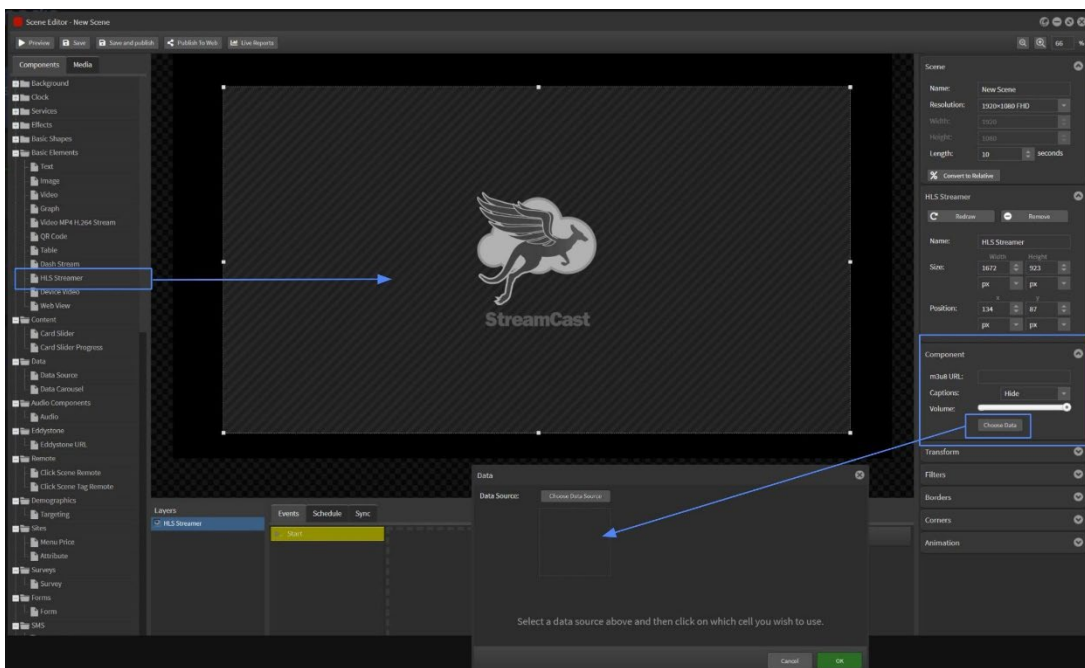 Scene Editor - New Scene
Preview Save Save and publish Publish To Web Live Reports 66 %
Components Media
Background
Clock
Services
Effects
Basic Shapes
Basic Elements
Text
Image
Video
Graph
Video MP4 H.264 Stream
QR Code
Table
Dash Stream
HLS Streamer
Device Video
Web View
Content
Card Slider
Card Slider Progress
Data
Data Source
Data Carousel
Audio Components
Audio
Eddystone
Eddystone URL
Remote
Click Scene Remote
Click Scene Tag Remote
Demographics
Targeting
Sites
Menu Price
Attribute
Surveys
Survey
Forms
Form
SMS
StreamCast
Layers
HLS Streamer
Events Schedule Sync
Start
Data
Data Source: Choose Data Source
Select a data source above and then click on which cell you wish to use.
Cancel OK
Scene
Name: New Scene
Resolution: 1920×1080 FHD
Width: 1920
Height: 1080
Length: 10 seconds
Convert to Relative
HLS Streamer
Redraw Remove
Name: HLS Streamer
Width Height
Size: 1672 923
px px
x y
Position: 134 87
px px
Component
m3u8 URL:
Captions: Hide
Volume:
Choose Data
Transform
Filters
Borders
Corners
Animation